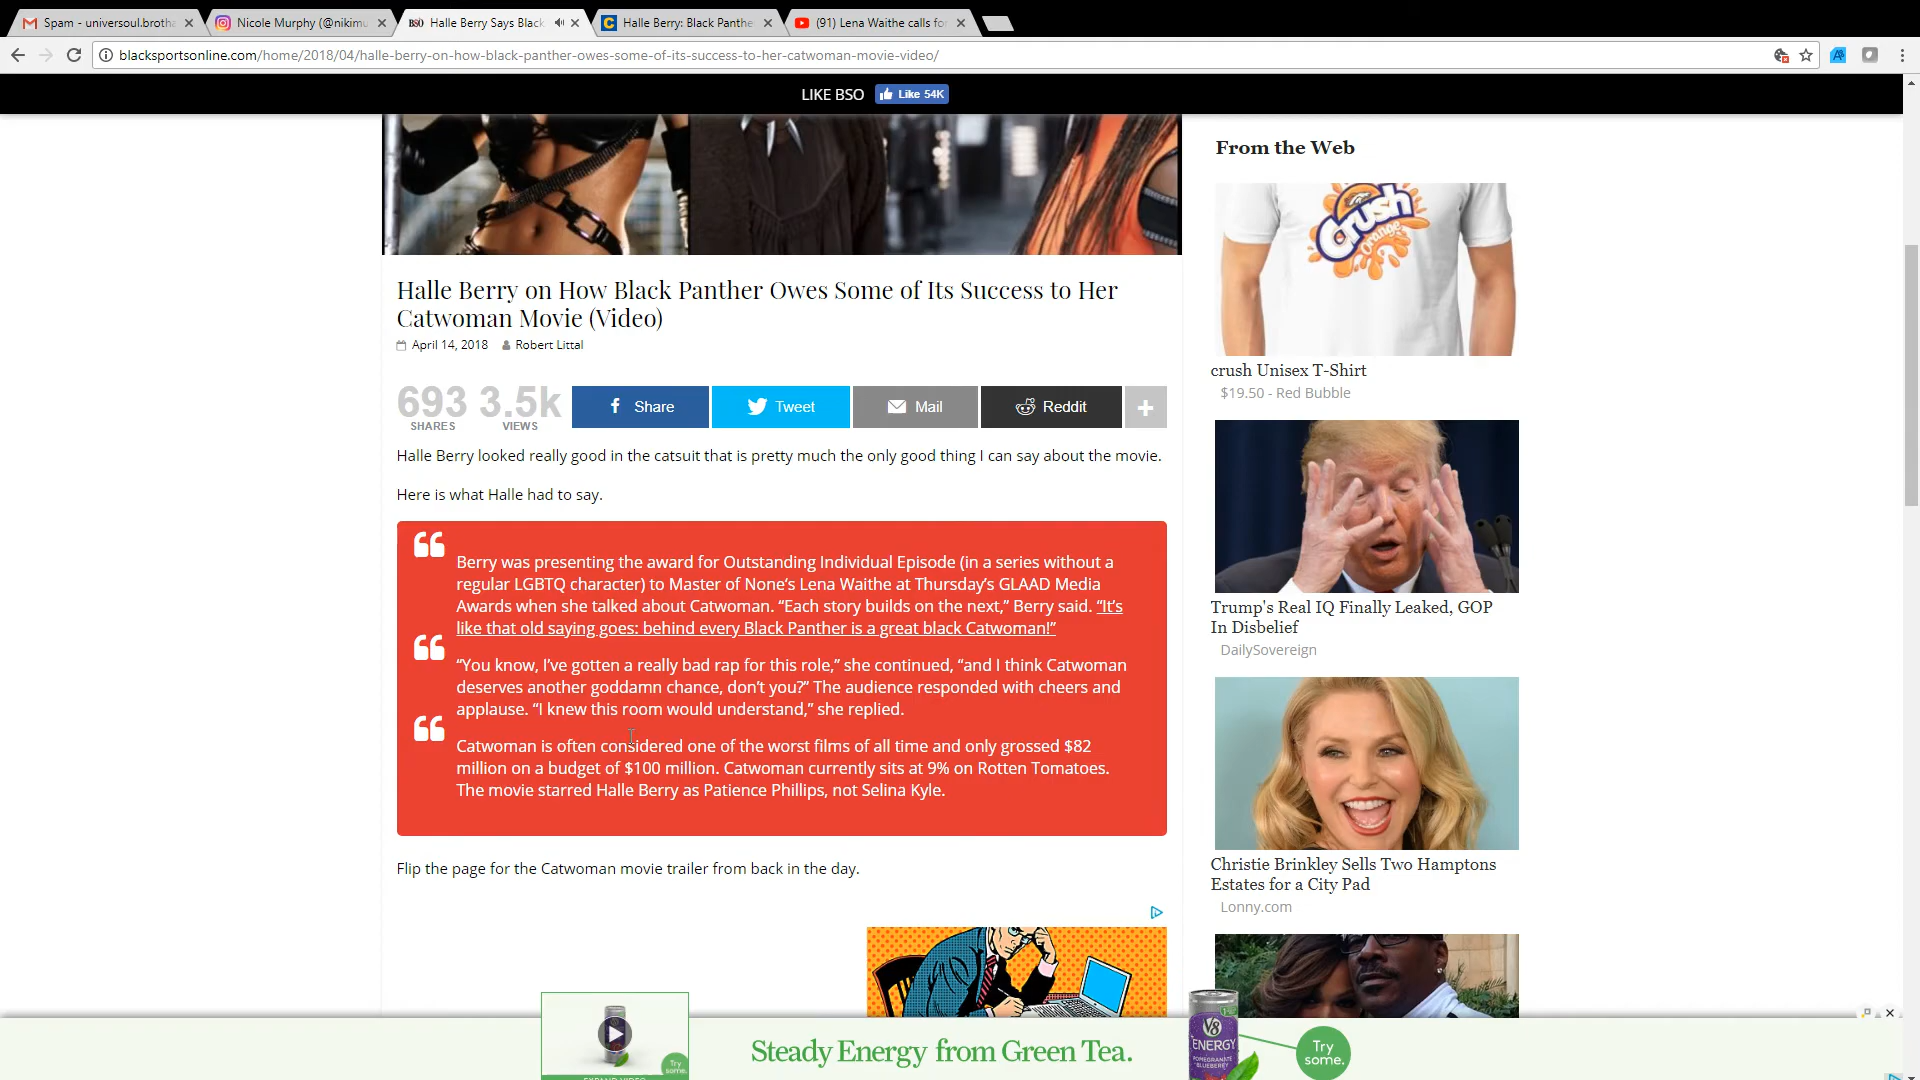 Spam - universoul.broth
Nicole Murphy (@nikimu
BSO Halle Berry Says Black
Halle Berry: Black Panthe
(91) Lena Waithe calls fo
blacksportsonline.com/home/2018/04/halle-berry-on-how-black-panther-owes-some-of-its-success-to-her-catwoman-movie-video/
LIKE BSO Like 54K
Halle Berry on How Black Panther Owes Some of Its Success to Her
Catwoman Movie (Video)
April 14, 2018 Robert Littal
693 3.5k
SHARES VIEWS
Share Tweet Mail Reddit +
Halle Berry looked really good in the catsuit that is pretty much the only good thing I can say about the movie.
Here is what Halle had to say.
Berry was presenting the award for Outstanding Individual Episode (in a series without a
regular LGBTQ character) to Master of None’s Lena Waithe at Thursday’s GLAAD Media
Awards when she talked about Catwoman. “Each story builds on the next,” Berry said. “It’s
like that old saying goes: behind every Black Panther is a great black Catwoman!”
“You know, I’ve gotten a really bad rap for this role,” she continued, “and I think Catwoman
deserves another goddamn chance, don’t you?” The audience responded with cheers and
applause. “I knew this room would understand,” she replied.
Catwoman is often considered one of the worst films of all time and only grossed $82
million on a budget of $100 million. Catwoman currently sits at 9% on Rotten Tomatoes.
The movie starred Halle Berry as Patience Phillips, not Selina Kyle.
Flip the page for the Catwoman movie trailer from back in the day.
From the Web
Crush
Orange
crush Unisex T-Shirt
$19.50 - Red Bubble
Trump's Real IQ Finally Leaked, GOP
In Disbelief
DailySovereign
Christie Brinkley Sells Two Hamptons
Estates for a City Pad
Lonny.com
Try
some.
EXPAND VIDEO
Steady Energy from Green Tea.
V8
ENERGY
POMEGRANATE
BLUEBERRY
Try
some.